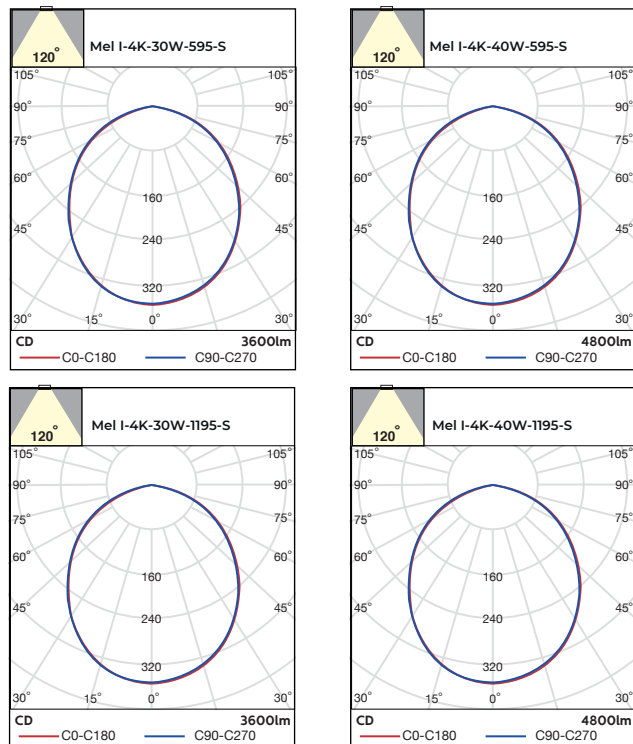 120° Mel I-4K-30W-595-S
105° 105°
90° 90°
75° 75°
60° 60°
45° 45°
160
240
320
30° 15° 0° 30°
CD 3600lm
C0-C180 C90-C270
120° Mel I-4K-40W-595-S
105° 105°
90° 90°
75° 75°
60° 60°
45° 45°
160
240
320
30° 15° 0° 30°
CD 4800lm
C0-C180 C90-C270
120° Mel I-4K-30W-1195-S
105° 105°
90° 90°
75° 75°
60° 60°
45° 45°
160
240
320
30° 15° 0° 30°
CD 3600lm
C0-C180 C90-C270
120° Mel I-4K-40W-1195-S
105° 105°
90° 90°
75° 75°
60° 60°
45° 45°
160
240
320
30° 15° 0° 30°
CD 4800lm
C0-C180 C90-C270